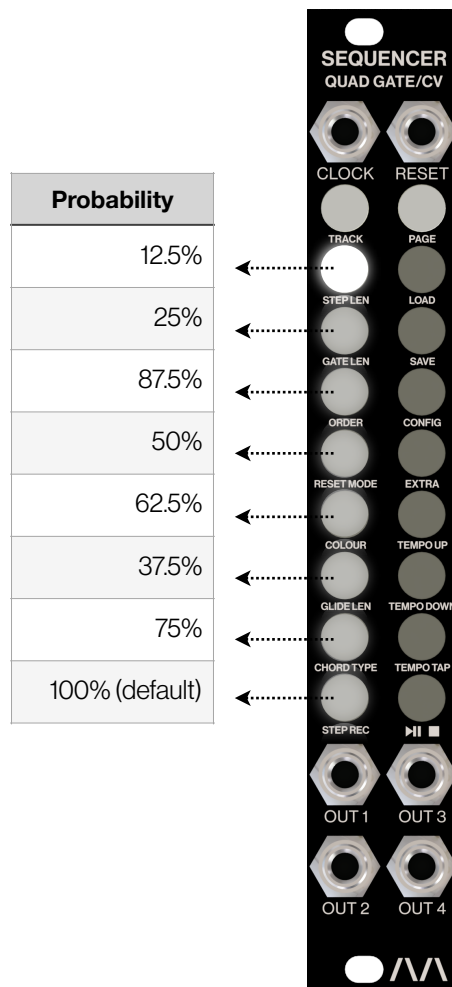 SEQUENCER
QUAD GATE/CV
CLOCK RESET
Probability
12.5%
25%
87.5%
50%
62.5%
37.5%
75%
100% (default)
TRACK PAGE
STEP LEN LOAD
GATE LEN SAVE
ORDER CONFIG
RESET MODE EXTRA
COLOUR TEMPO UP
GLIDE LEN TEMPO DOWN
CHORD TYPE TEMPO TAP
STEP REC
OUT 1 OUT 3
OUT 2 OUT 4